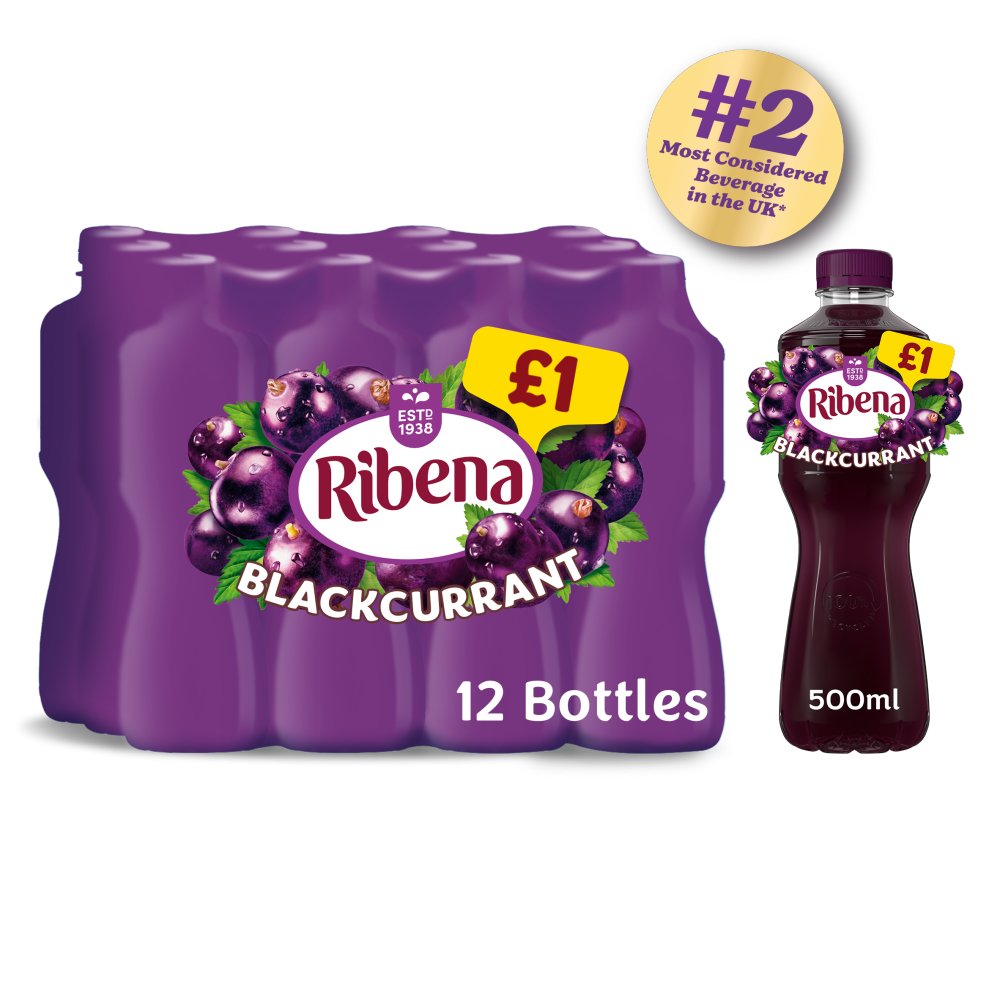 #2
Most Considered
Beverage
in the UK*
£1
ESTD
1938
Ribena
BLACKCURRANT
12 Bottles
£1
ESTD
1938
Ribena
BLACKCURRANT
500ml